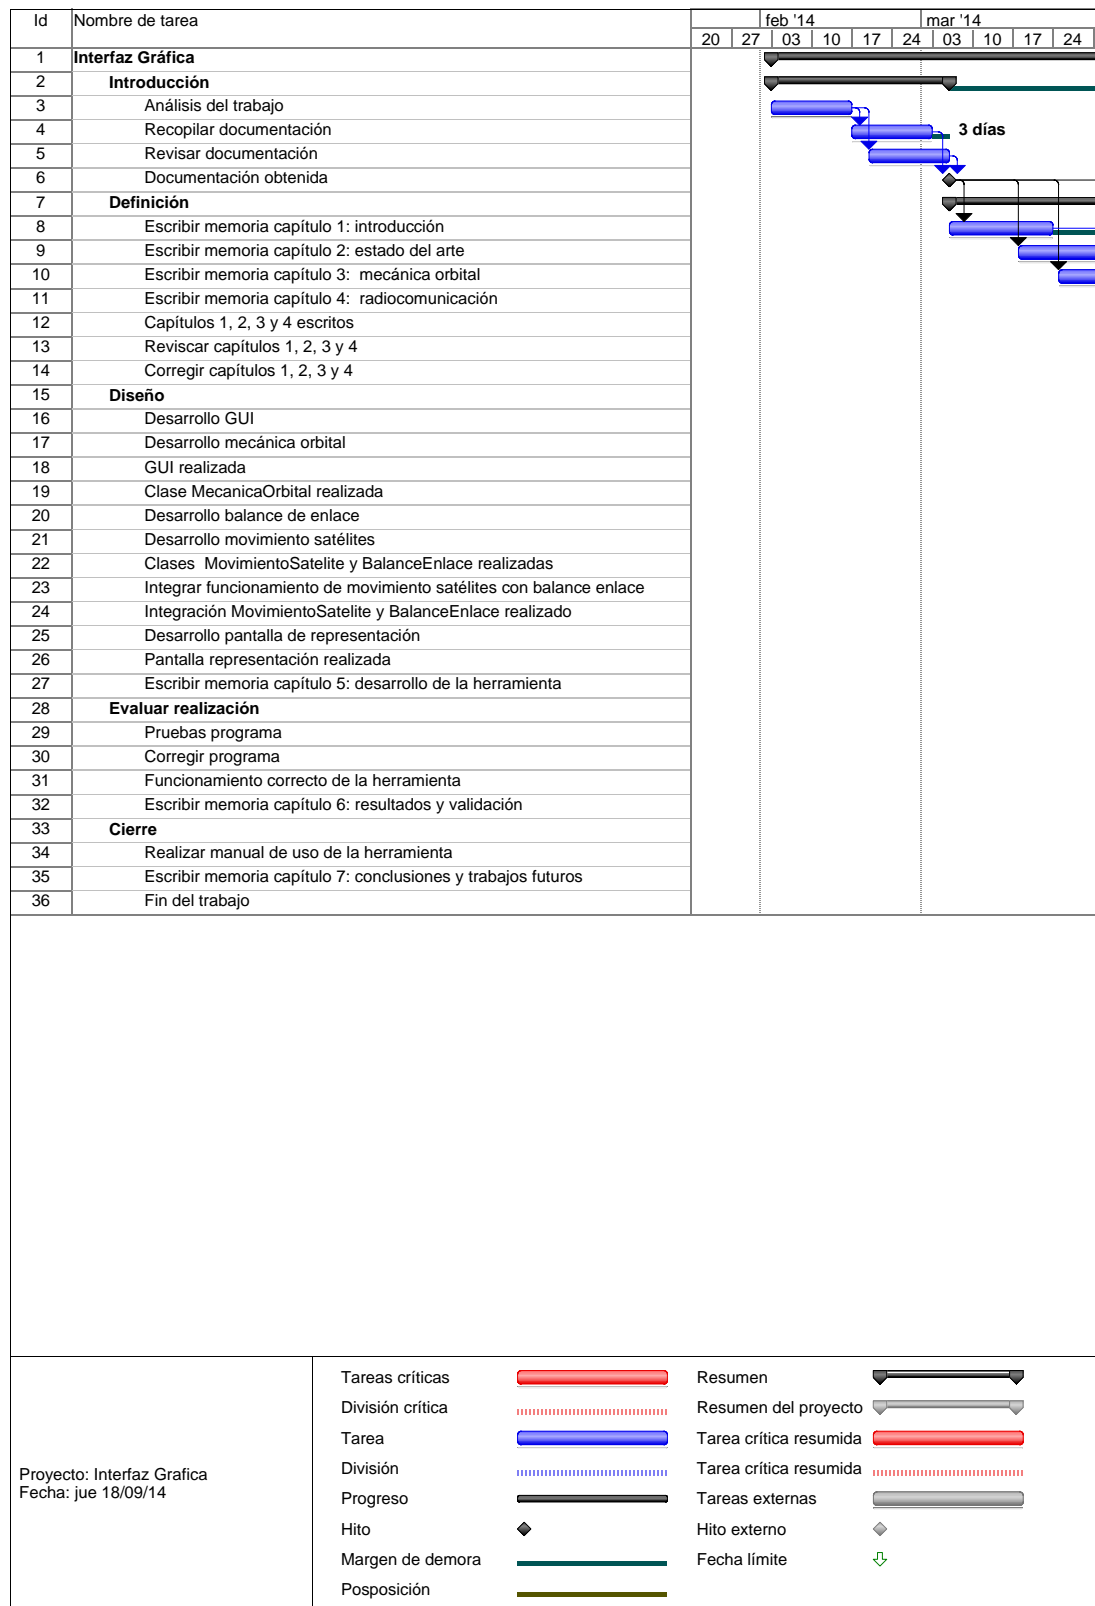 Id Nombre de tarea feb '14 mar '14
20 27 03 10 17 24 03 10 17 24
1 Interfaz Gráfica
2 Introducción
3 Análisis del trabajo
4 Recopilar documentación 3 días
5 Revisar documentación
6 Documentación obtenida
7 Definición
8 Escribir memoria capítulo 1: introducción
9 Escribir memoria capítulo 2: estado del arte
10 Escribir memoria capítulo 3: mecánica orbital
11 Escribir memoria capítulo 4: radiocomunicación
12 Capítulos 1, 2, 3 y 4 escritos
13 Reviscar capítulos 1, 2, 3 y 4
14 Corregir capítulos 1, 2, 3 y 4
15 Diseño
16 Desarrollo GUI
17 Desarrollo mecánica orbital
18 GUI realizada
19 Clase MecanicaOrbital realizada
20 Desarrollo balance de enlace
21 Desarrollo movimiento satélites
22 Clases MovimientoSatelite y BalanceEnlace realizadas
23 Integrar funcionamiento de movimiento satélites con balance enlace
24 Integración MovimientoSatelite y BalanceEnlace realizado
25 Desarrollo pantalla de representación
26 Pantalla representación realizada
27 Escribir memoria capítulo 5: desarrollo de la herramienta
28 Evaluar realización
29 Pruebas programa
30 Corregir programa
31 Funcionamiento correcto de la herramienta
32 Escribir memoria capítulo 6: resultados y validación
33 Cierre
34 Realizar manual de uso de la herramienta
35 Escribir memoria capítulo 7: conclusiones y trabajos futuros
36 Fin del trabajo
Proyecto: Interfaz Grafica
Fecha: jue 18/09/14
Tareas críticas
División crítica
Tarea
División
Progreso
Hito
Margen de demora
Posposición
Resumen
Resumen del proyecto
Tarea crítica resumida
Tarea crítica resumida
Tareas externas
Hito externo
Fecha límite